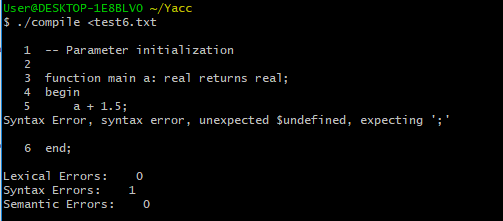 User@DESKTOP-1E8BLVO ~/Yacc
$ ./compile <test6.txt
1 -- Parameter initialization
2
3 function main a: real returns real;
4 begin
5 a + 1.5;
Syntax Error, syntax error, unexpected $undefined, expecting ';'
6 end;
Lexical Errors: 0
Syntax Errors: 1
Semantic Errors: 0